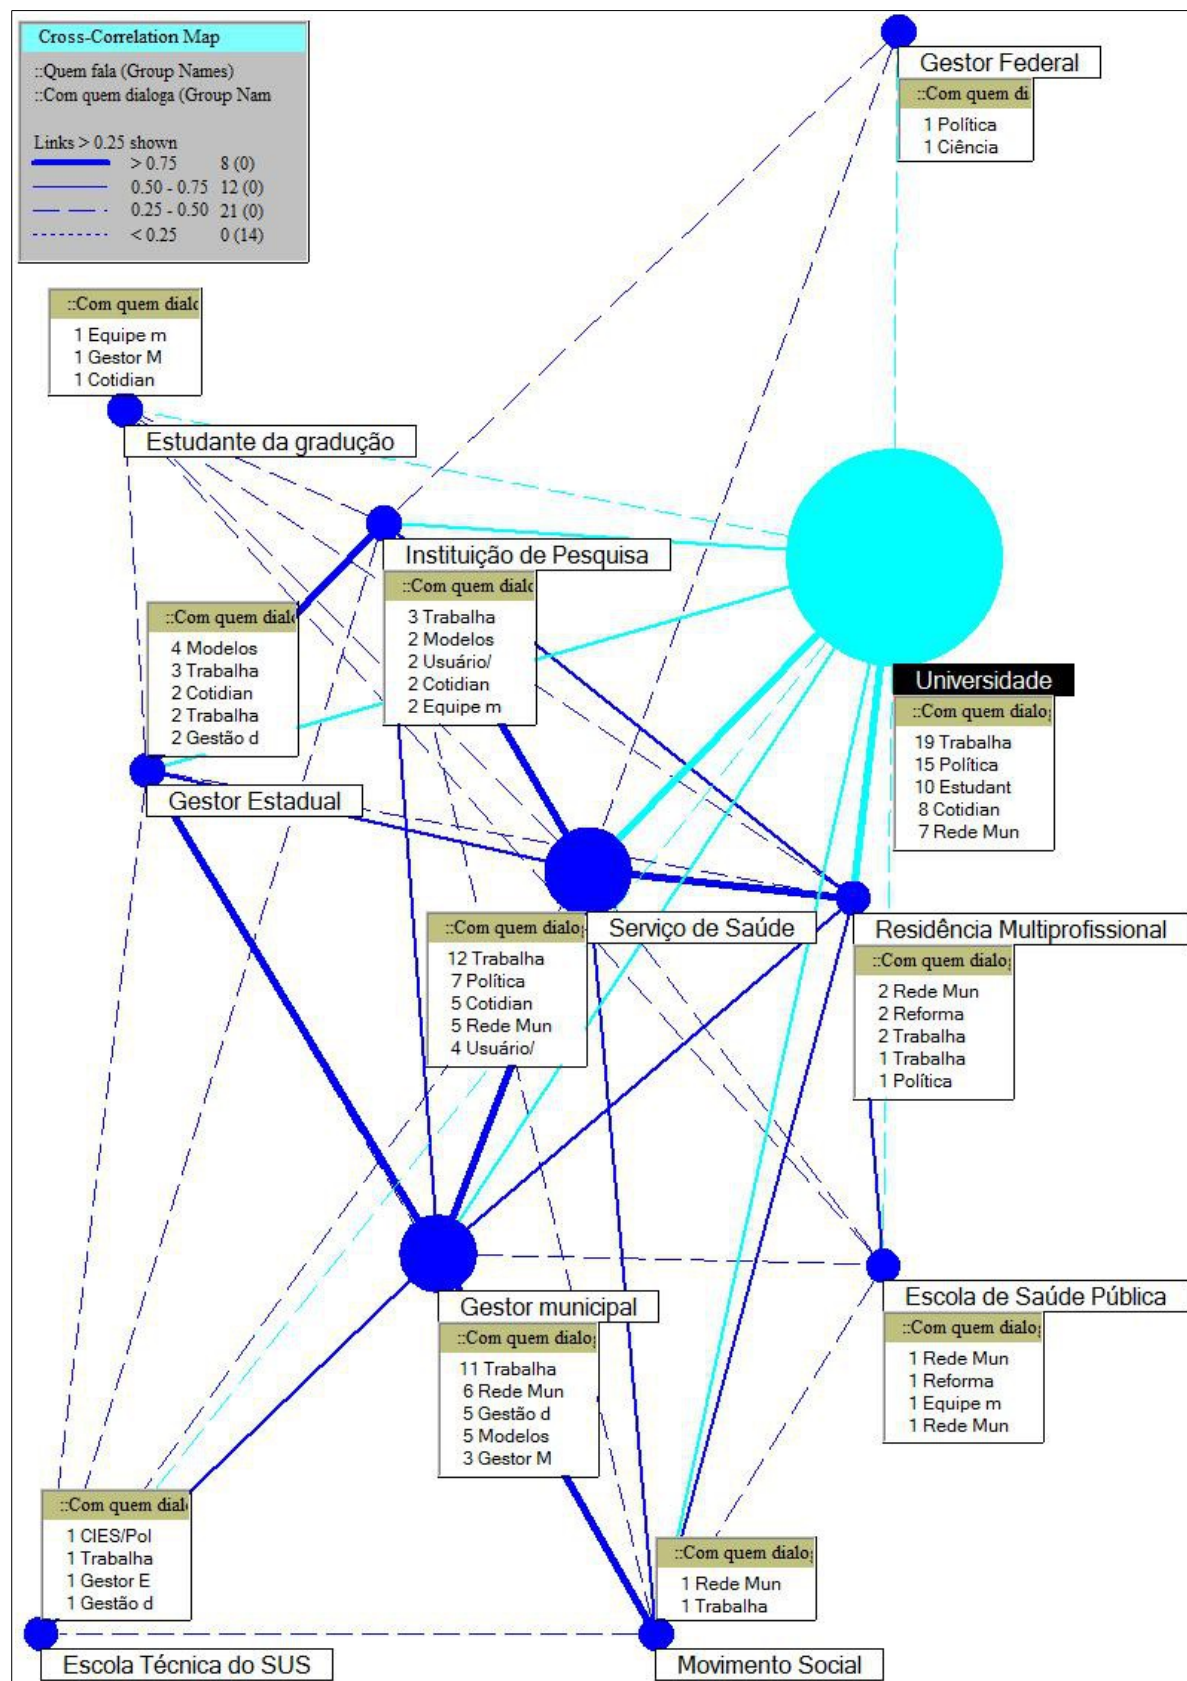 Cross-Correlation Map
::Quem fala (Group Names)
::Com quem dialoga (Group Nam
Links > 0.25 shown
> 0.75 8 (0)
0.50 - 0.75 12 (0)
0.25 - 0.50 21 (0)
< 0.25 0 (14)
Gestor Federal
::Com quem di
1 Política
1 Ciência
::Com quem dialo
1 Equipe m
1 Gestor M
1 Cotidian
Estudante da gradução
Instituição de Pesquisa
::Com quem dialo
3 Trabalha
2 Modelos
2 Usuário/
2 Cotidian
2 Equipe m
::Com quem dialo
4 Modelos
3 Trabalha
2 Cotidian
2 Trabalha
2 Gestão d
Gestor Estadual
Universidade
::Com quem dialog
19 Trabalha
15 Política
10 Estudant
8 Cotidian
7 Rede Mun
Serviço de Saúde
::Com quem dialog
12 Trabalha
7 Política
5 Cotidian
5 Rede Mun
4 Usuário/
Residência Multiprofissional
::Com quem dialog
2 Rede Mun
2 Reforma
2 Trabalha
1 Trabalha
1 Política
Gestor municipal
::Com quem dialog
11 Trabalha
6 Rede Mun
5 Gestão d
5 Modelos
3 Gestor M
Escola de Saúde Pública
::Com quem dialog
1 Rede Mun
1 Reforma
1 Equipe m
1 Rede Mun
::Com quem dial
1 CIES/Pol
1 Trabalha
1 Gestor E
1 Gestão d
Escola Técnica do SUS
::Com quem dialog
1 Rede Mun
1 Trabalha
Movimento Social